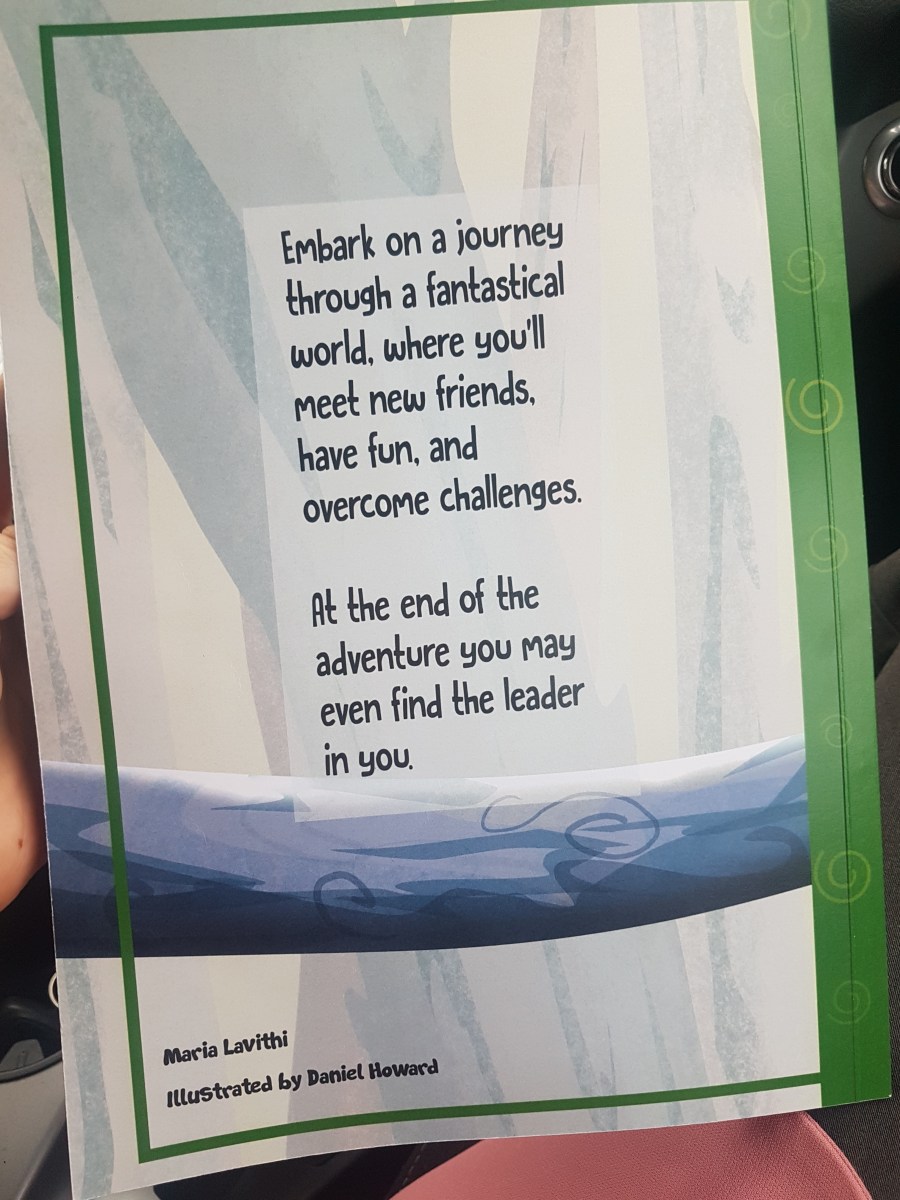 Embark on a journey
through a fantastical
world, where you'll
meet new friends,
have fun, and
overcome challenges.
At the end of the
adventure you may
even find the leader
in you.
Maria Lavithi
Illustrated by Daniel Howard